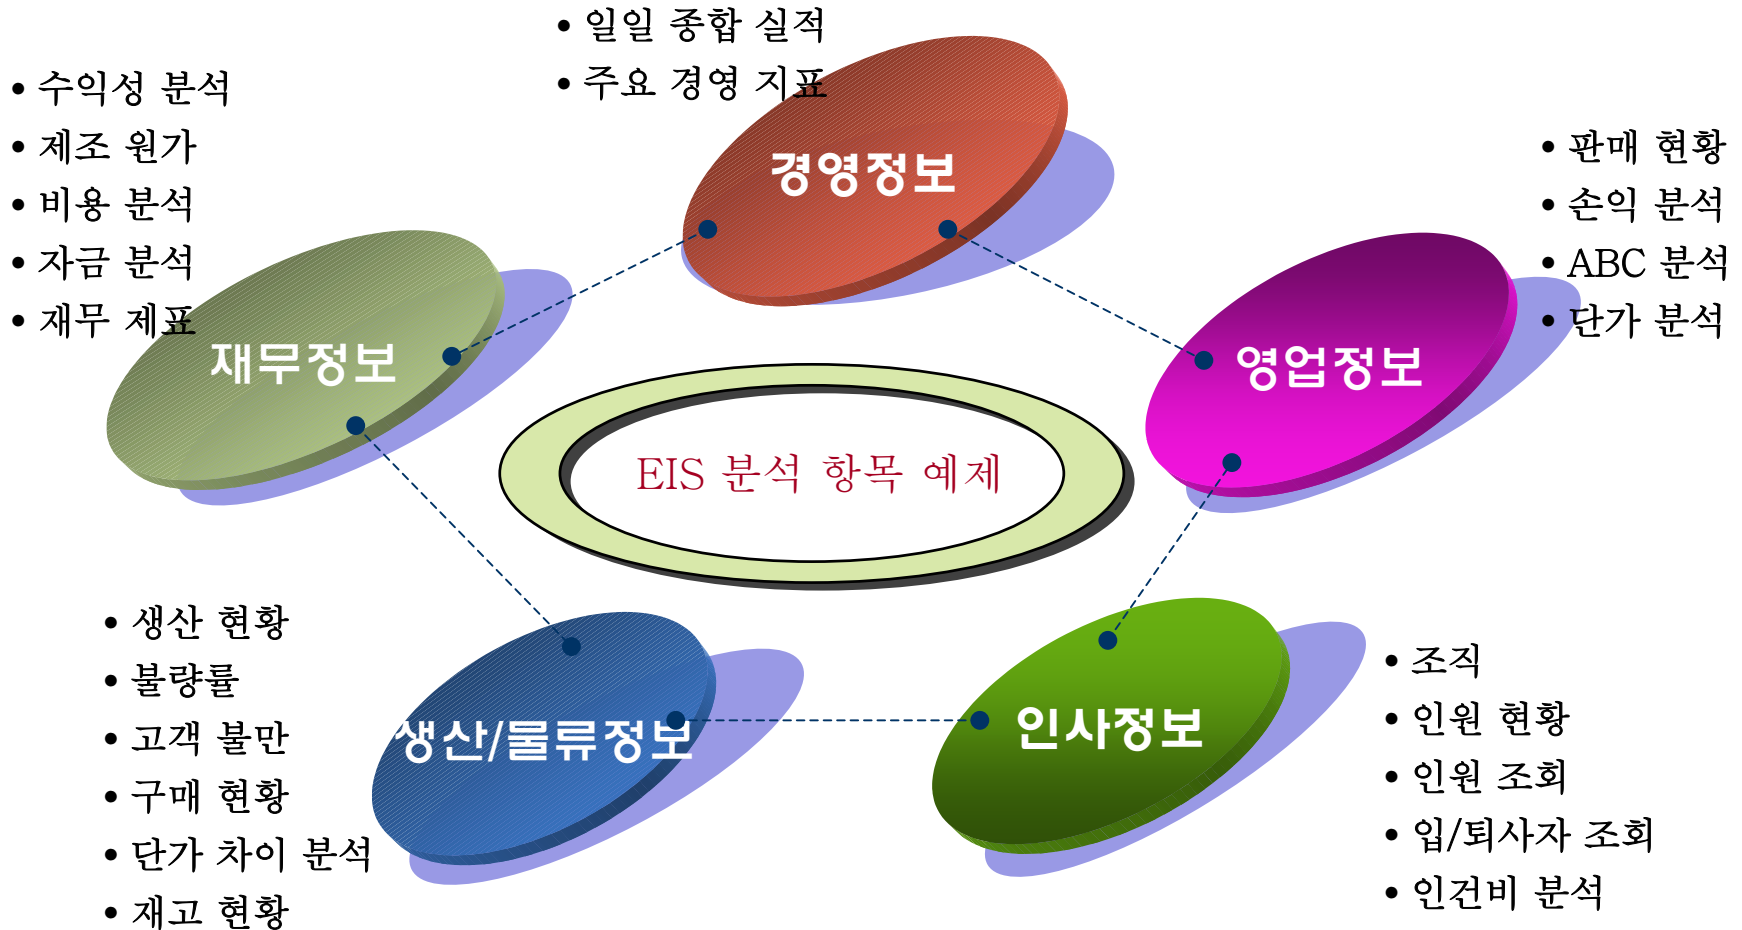 • 일일 종합 실적
• 주요 경영 지표
경영정보
• 수익성 분석
• 제조 원가
• 비용 분석
• 자금 분석
• 재무 제표
재무정보
• 판매 현황
• 손익 분석
• ABC 분석
• 단가 분석
영업정보
EIS 분석 항목 예제
• 생산 현황
• 불량률
• 고객 불만
• 구매 현황
• 단가 차이 분석
• 재고 현황
생산/물류정보
인사정보
• 조직
• 인원 현황
• 인원 조회
• 입/퇴사자 조회
• 인건비 분석